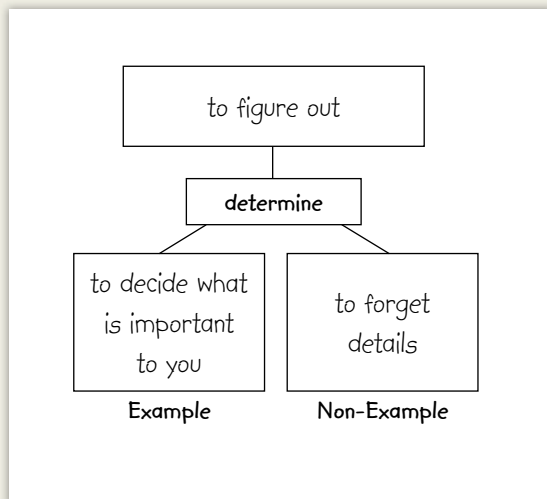 to figure out
determine
to decide what
is important
to you
to forget
details
Example
Non-Example